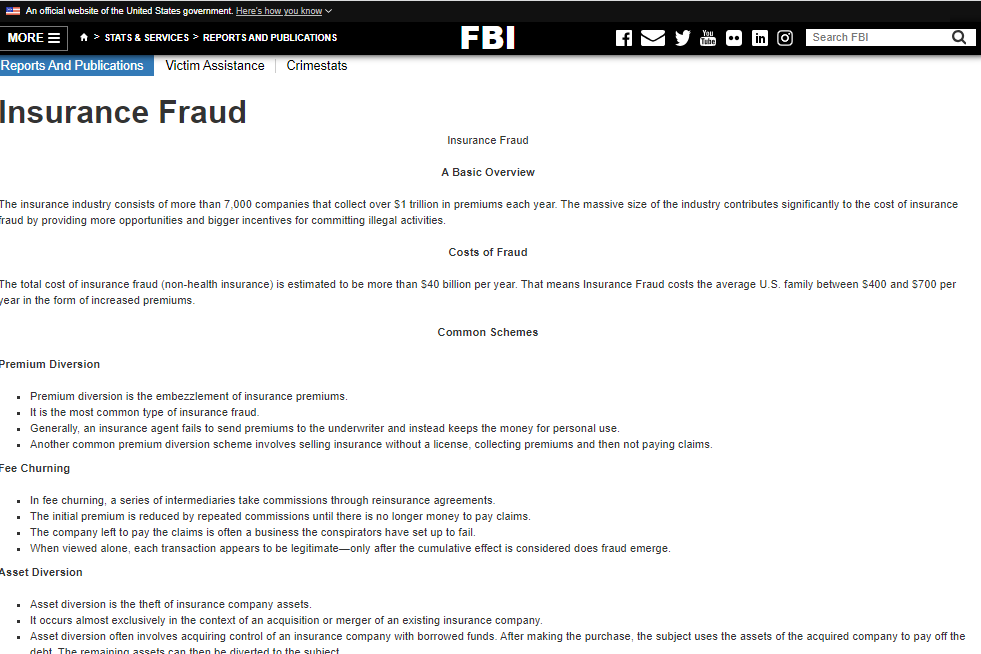 An official website of the United States government. Here's how you know
MORE
> STATS & SERVICES > REPORTS AND PUBLICATIONS
FBI
You Tube
in
Search FBI
Reports And Publications
Victim Assistance
Crimestats
Insurance Fraud
Insurance Fraud
A Basic Overview
The insurance industry consists of more than 7,000 companies that collect over $1 trillion in premiums each year. The massive size of the industry contributes significantly to the cost of insurance
fraud by providing more opportunities and bigger incentives for committing illegal activities.
Costs of Fraud
The total cost of insurance fraud (non-health insurance) is estimated to be more than $40 billion per year. That means Insurance Fraud costs the average U.S. family between $400 and $700 per
year in the form of increased premiums.
Common Schemes
Premium Diversion
Premium diversion is the embezzlement of insurance premiums.
It is the most common type of insurance fraud.
Generally, an insurance agent fails to send premiums to the underwriter and instead keeps the money for personal use.
Another common premium diversion scheme involves selling insurance without a license, collecting premiums and then not paying claims.
Fee Churning
In fee churning, a series of intermediaries take commissions through reinsurance agreements.
The initial premium is reduced by repeated commissions until there is no longer money to pay claims.
The company left to pay the claims is often a business the conspirators have set up to fail.
When viewed alone, each transaction appears to be legitimate—only after the cumulative effect is considered does fraud emerge.
Asset Diversion
Asset diversion is the theft of insurance company assets.
It occurs almost exclusively in the context of an acquisition or merger of an existing insurance company.
Asset diversion often involves acquiring control of an insurance company with borrowed funds. After making the purchase, the subject uses the assets of the acquired company to pay off the
debt. The remaining assets can then be diverted to the subject.